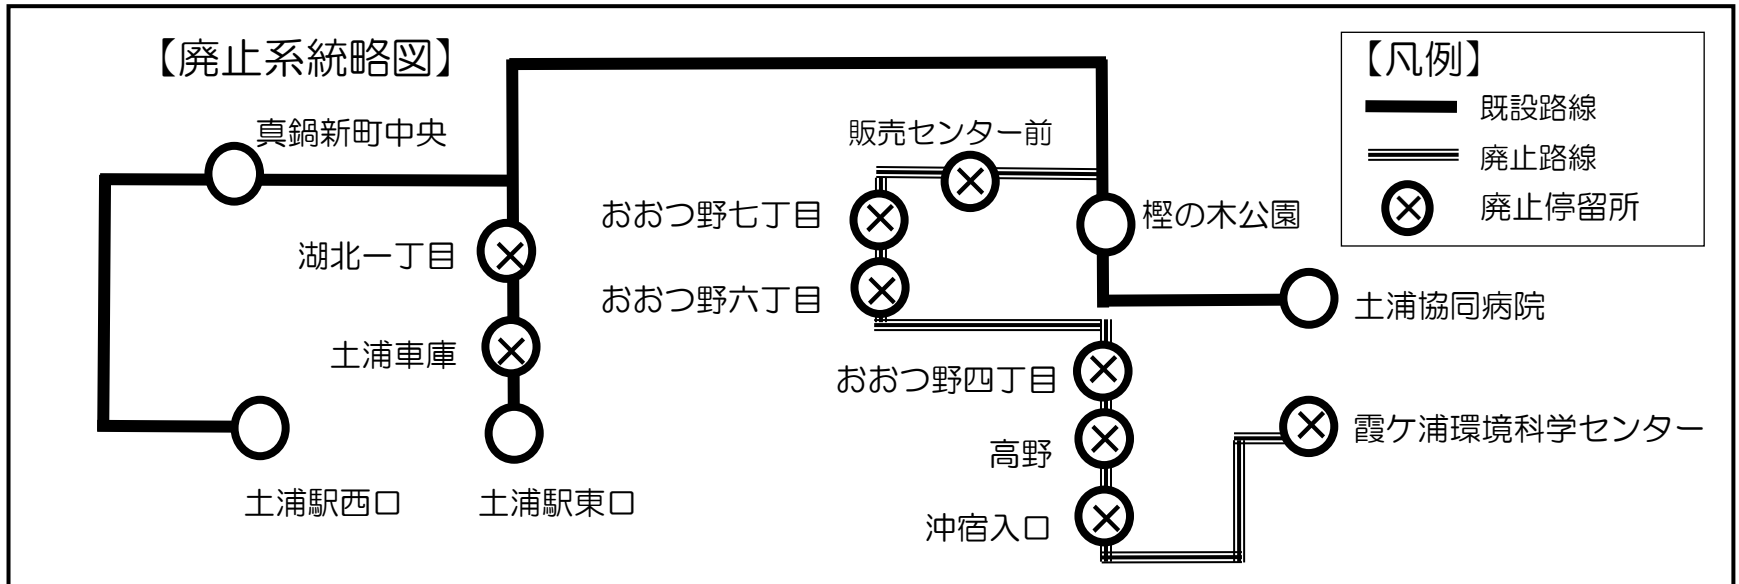 【廃止系統略図】
【凡例】
既設路線
廃止路線
廃止停留所
真鍋新町中央
販売センター前
おおつ野七丁目
樫の木公園
湖北一丁目
おおつ野六丁目
土浦協同病院
土浦車庫
おおつ野四丁目
霞ケ浦環境科学センター
高野
土浦駅西口
土浦駅東口
沖宿入口